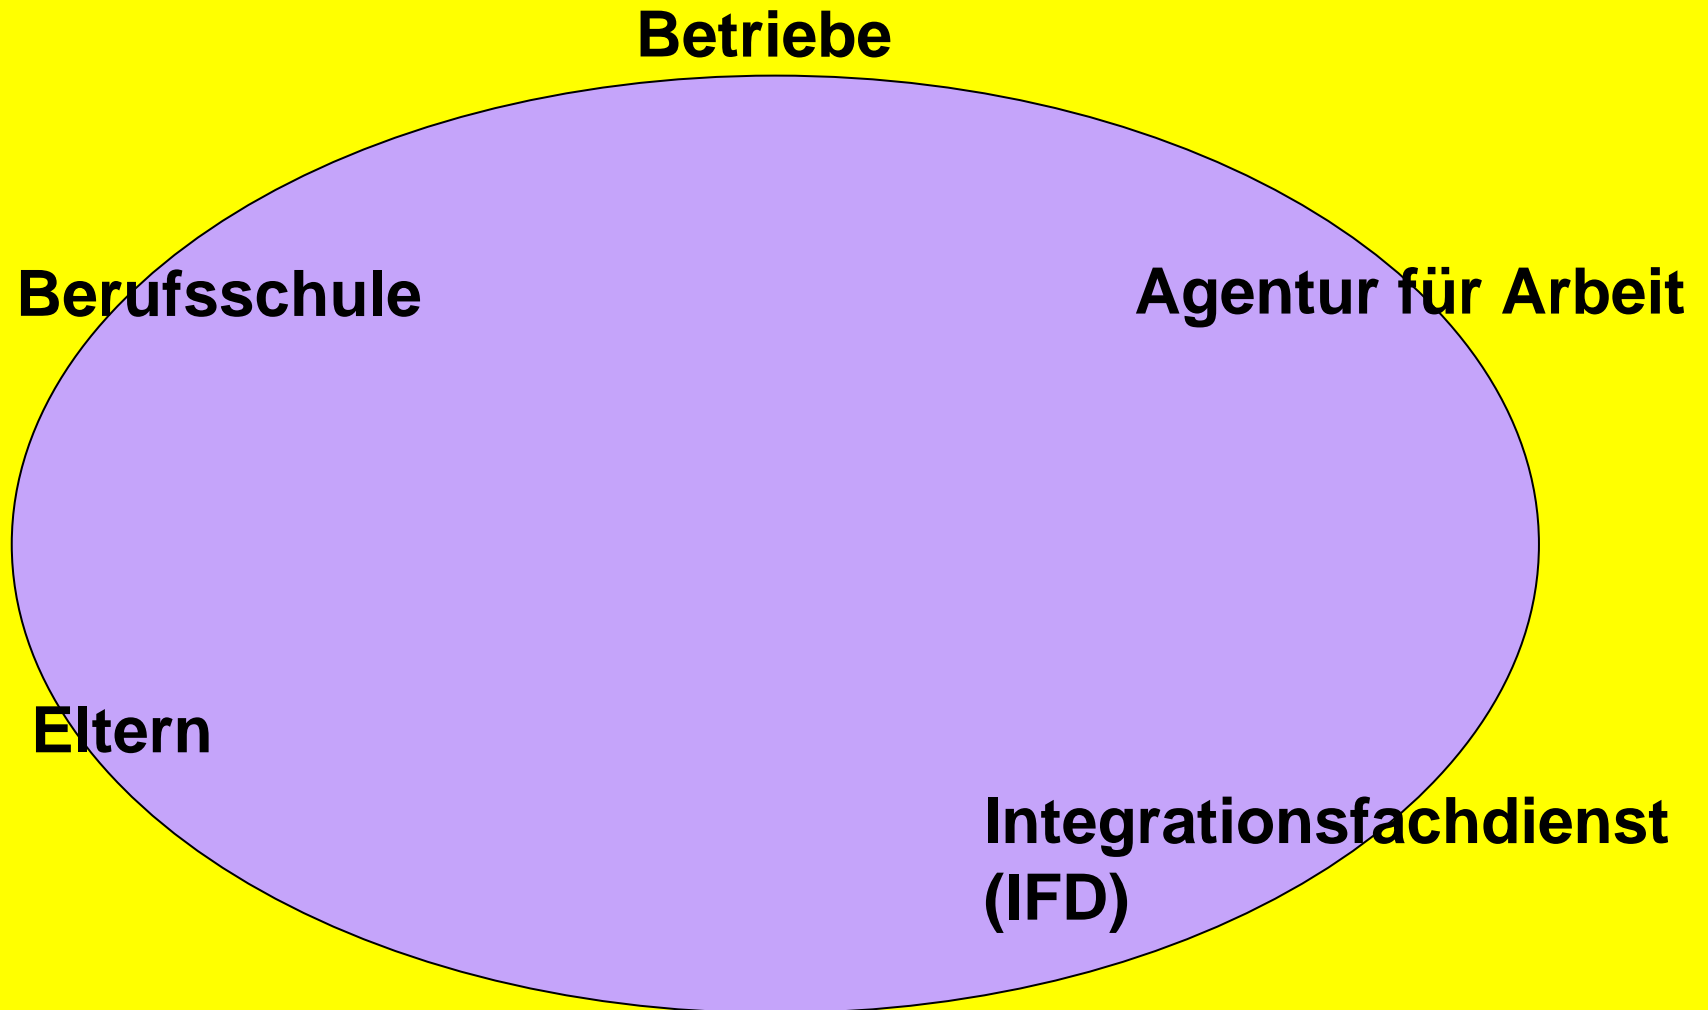 Betriebe
Berufsschule
Agentur für Arbeit
Eltern
Integrationsfachdienst
(IFD)